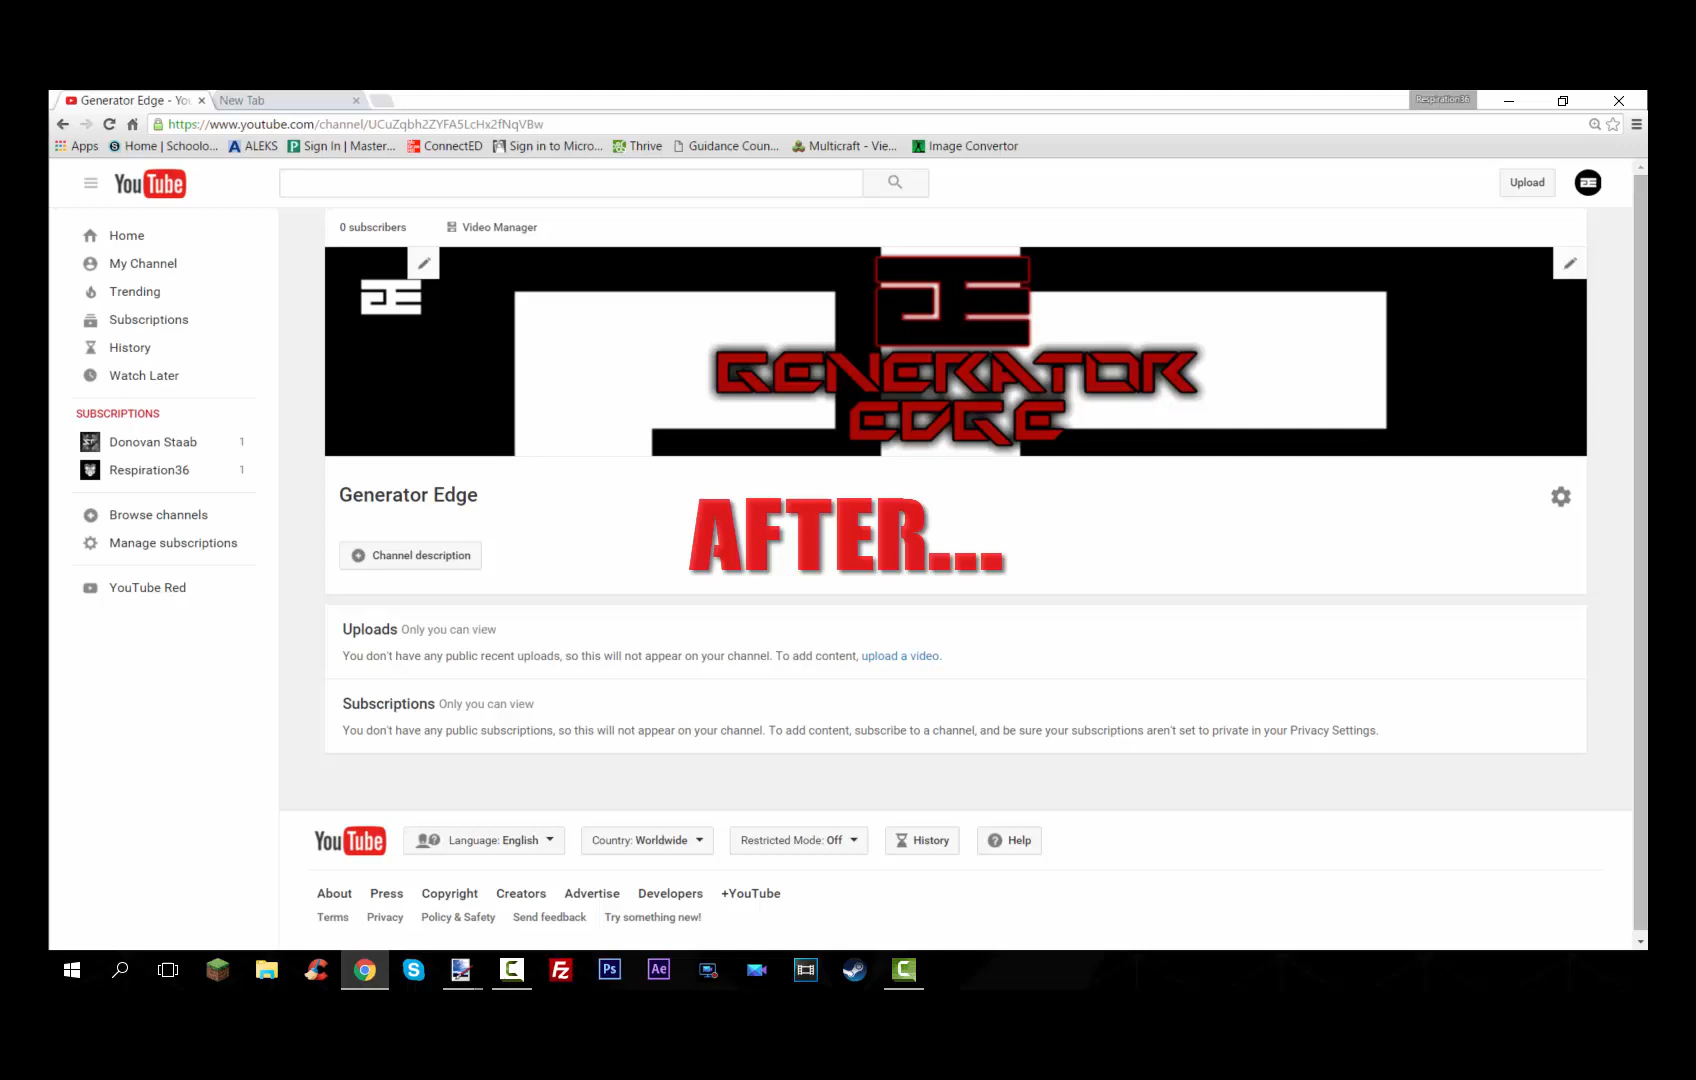 Generator Edge - You
New Tab
Respiration36
https://www.youtube.com/channel/UCuZqbh2ZYFA5LcHx2fNqVBw
Apps
Home | Schoolo...
ALEKS
Sign In | Master...
ConnectED
Sign in to Micro...
Thrive
Guidance Coun...
Multicraft - Vie...
Image Convertor
YouTube
Upload
Home
My Channel
Trending
Subscriptions
History
Watch Later
SUBSCRIPTIONS
Donovan Staab 1
Respiration36 1
Browse channels
Manage subscriptions
YouTube Red
0 subscribers
Video Manager
GE
GE
GENERATOR
EDGE
Generator Edge
AFTER...
Channel description
Uploads Only you can view
You don't have any public recent uploads, so this will not appear on your channel. To add content, upload a video.
Subscriptions Only you can view
You don't have any public subscriptions, so this will not appear on your channel. To add content, subscribe to a channel, and be sure your subscriptions aren't set to private in your Privacy Settings.
YouTube
Language: English
Country: Worldwide
Restricted Mode: Off
History
Help
About Press Copyright Creators Advertise Developers +YouTube
Terms Privacy Policy & Safety Send feedback Try something new!
Fz
Ps
Ae